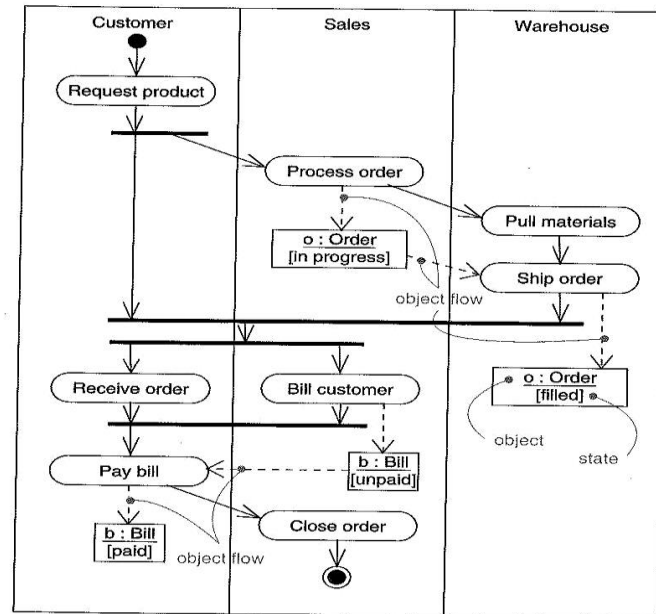 Customer
Sales
Warehouse
Request product
Process order
Pull materials
o : Order
[in progress]
Ship order
object flow
Receive order
Bill customer
o : Order
[filled]
object
state
Pay bill
b : Bill
[unpaid]
Close order
b : Bill
[paid]
object flow